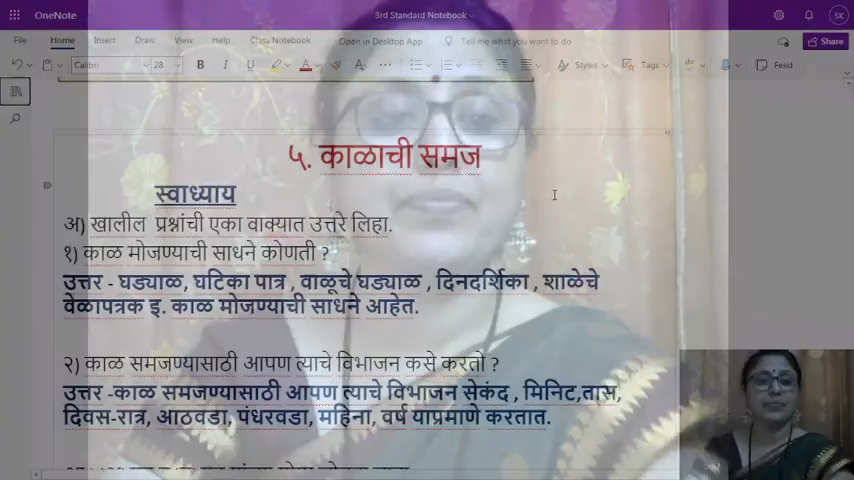 OneNote
3rd Standard Notebook
SK
File Home Insert Draw View Help Class Notebook Open in Desktop App Tell me what you want to do Share
Calibri 28 B I U A Styles Tags Feed
५. काळाची समज
स्वाध्याय
अ) खालील प्रश्नांची एका वाक्यात उत्तरे लिहा.
१) काळ मोजण्याची साधने कोणती ?
उत्तर - घड्याळ, घटिका पात्र , वाळूचे घड्याळ , दिनदर्शिका , शाळेचे
वेळापत्रक इ. काळ मोजण्याची साधने आहेत.
२) काळ समजण्यासाठी आपण त्याचे विभाजन कसे करतो ?
उत्तर -काळ समजण्यासाठी आपण त्याचे विभाजन सेकंद , मिनिट,तास,
दिवस-रात्र, आठवडा, पंधरवडा, महिना, वर्ष याप्रमाणे करतात.